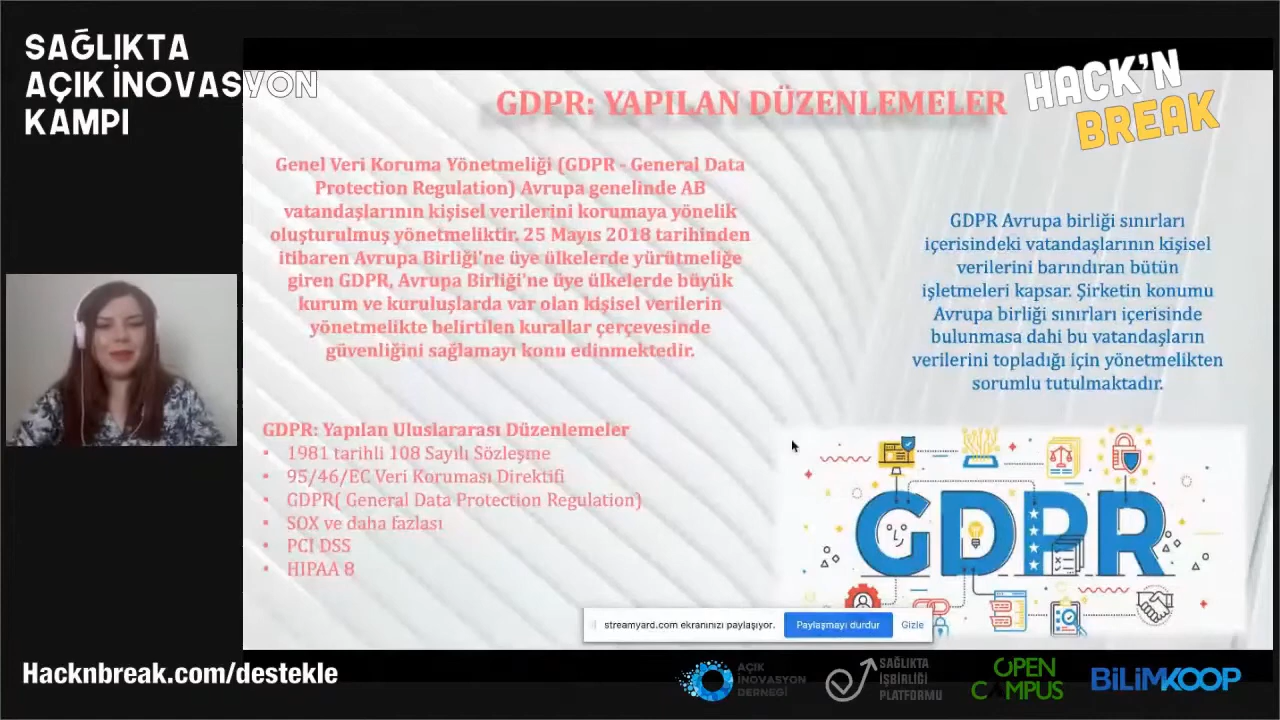 SAĞLIKTA
AÇIK İNOVASYON
KAMPI
HACK'N
BREAK
GDPR: YAPILAN DÜZENLEMELER
Genel Veri Koruma Yönetmeliği (GDPR - General Data
Protection Regulation) Avrupa genelinde AB
vatandaşlarının kişisel verilerini korumaya yönelik
oluşturulmuş yönetmeliktir. 25 Mayıs 2018 tarihinden
itibaren Avrupa Birliği'ne üye ülkelerde yürütmeliğe
giren GDPR, Avrupa Birliği'ne üye ülkelerde büyük
kurum ve kuruluşlarda var olan kişisel verilerin
yönetmelikte belirtilen kurallar çerçevesinde
güvenliğini sağlamayı konu edinmektedir.
GDPR Avrupa birliği sınırları
içerisindeki vatandaşlarının kişisel
verilerini barındıran bütün
işletmeleri kapsar. Şirketin konumu
Avrupa birliği sınırları içerisinde
bulunmasa dahi bu vatandaşların
verilerini topladığı için yönetmelikten
sorumlu tutulmaktadır.
GDPR: Yapılan Uluslararası Düzenlemeler
• 1981 tarihli 108 Sayılı Sözleşme
• 95/46/EC Veri Koruması Direktifi
• GDPR( General Data Protection Regulation)
• SOX ve daha fazlası
• PCI DSS
• HIPAA 8
GDPR
streamyard.com ekranınızı paylaşıyor.
Paylaşmayı durdur
Gizle
Hacknbreak.com/destekle
AÇIK
İNOVASYON
DERNEĞİ
SAĞLIKTA
İŞBİRLİĞİ
PLATFORMU
OPEN
CAMPUS
BİLİMKOOP